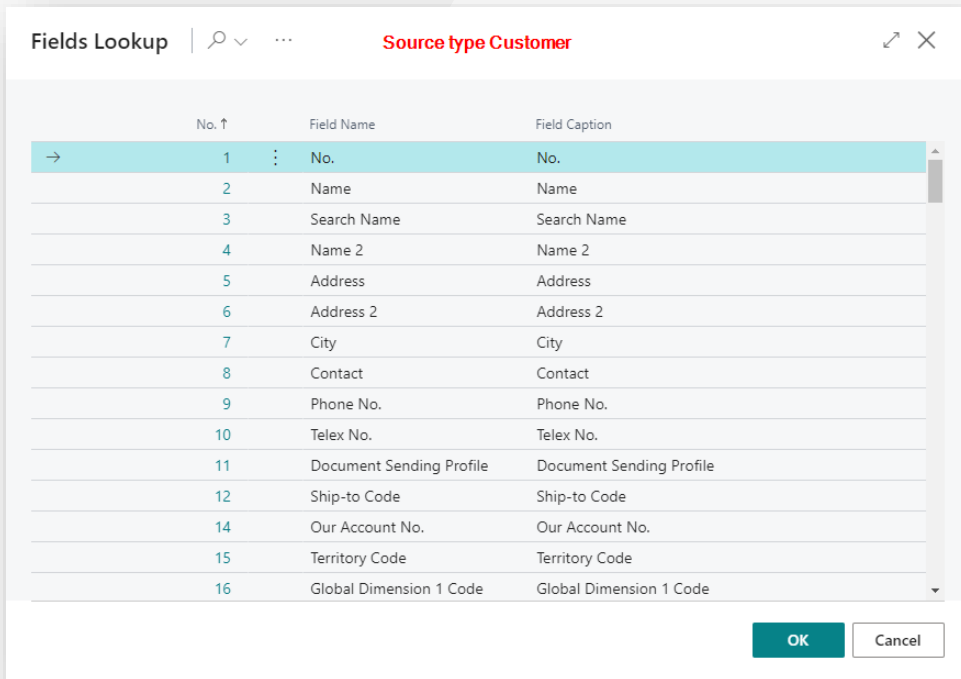 Fields Lookup
Source type Customer
No. ↑ Field Name Field Caption
1 No. No.
2 Name Name
3 Search Name Search Name
4 Name 2 Name 2
5 Address Address
6 Address 2 Address 2
7 City City
8 Contact Contact
9 Phone No. Phone No.
10 Telex No. Telex No.
11 Document Sending Profile Document Sending Profile
12 Ship-to Code Ship-to Code
14 Our Account No. Our Account No.
15 Territory Code Territory Code
16 Global Dimension 1 Code Global Dimension 1 Code
OK Cancel